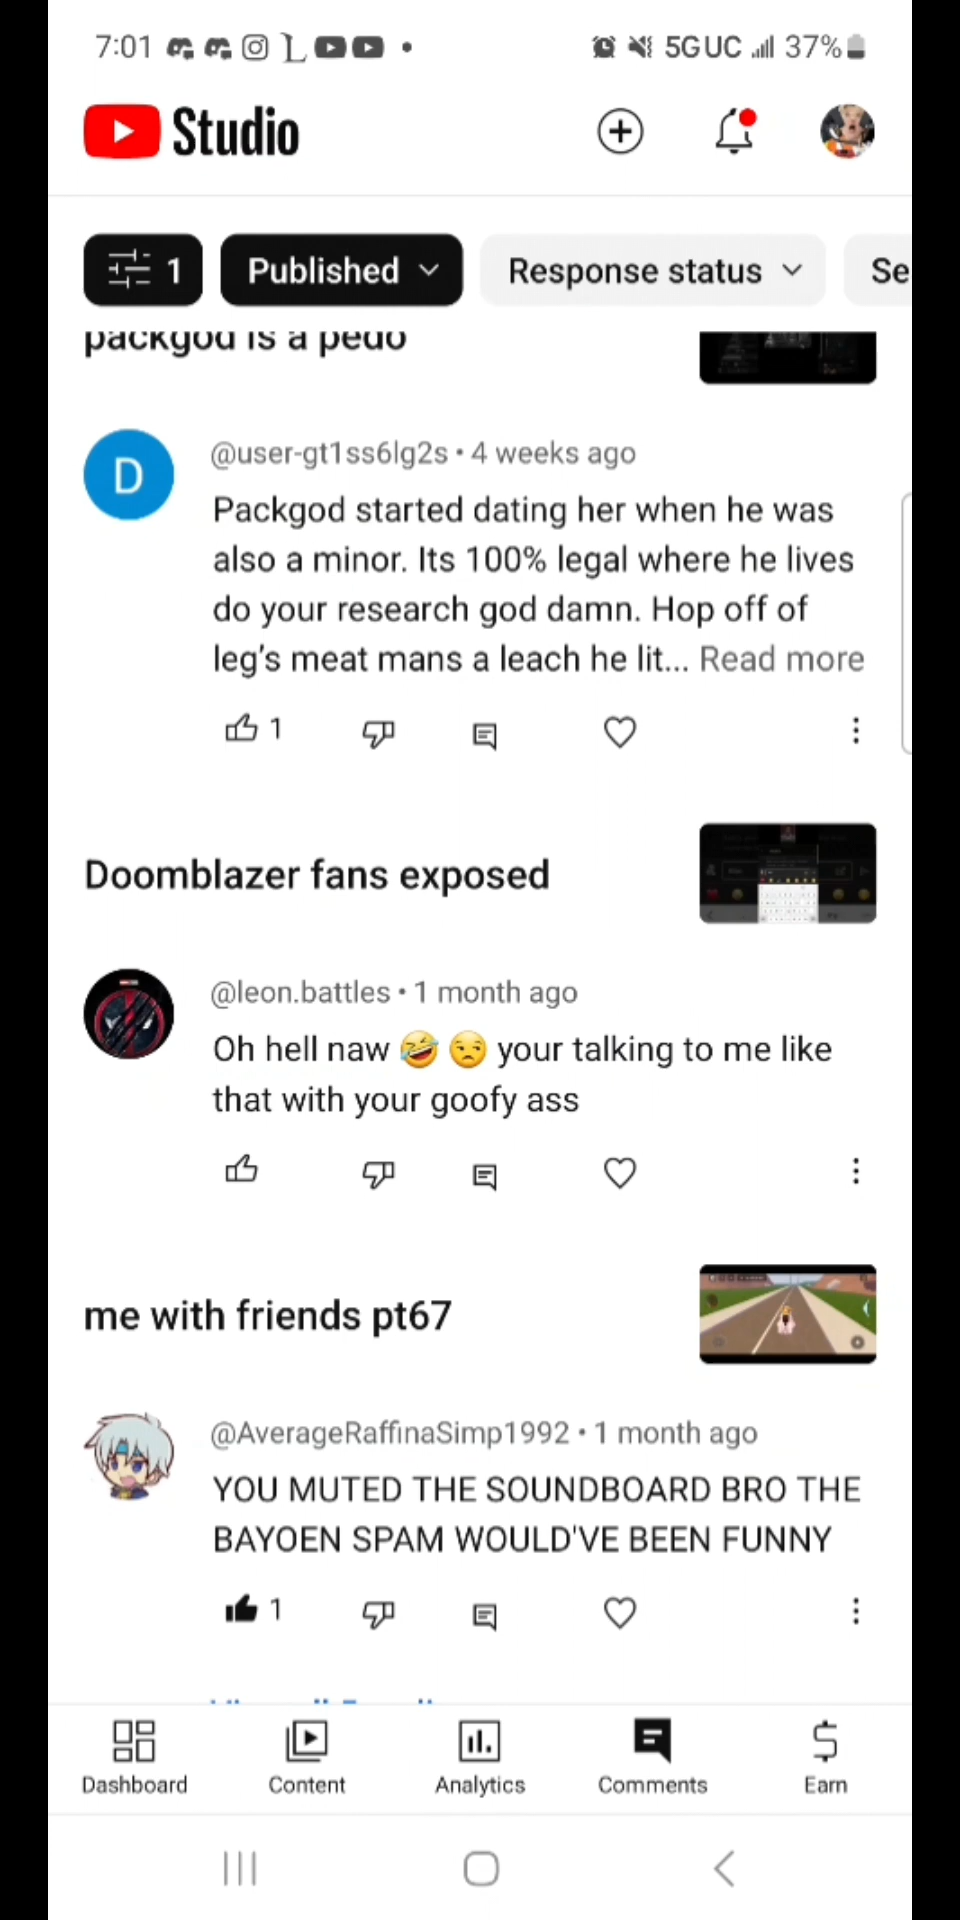 7:01 5G UC 37%
Studio
1 Published Response status Se
packgod is a pedo
D @user-gt1ss6lg2s • 4 weeks ago
Packgod started dating her when he was
also a minor. Its 100% legal where he lives
do your research god damn. Hop off of
leg's meat mans a leach he lit... Read more
1
Doomblazer fans exposed
@leon.battles • 1 month ago
Oh hell naw 🤣 😒 your talking to me like
that with your goofy ass
me with friends pt67
@AverageRaffinaSimp1992 • 1 month ago
YOU MUTED THE SOUNDBOARD BRO THE
BAYOEN SPAM WOULD'VE BEEN FUNNY
1
Dashboard Content Analytics Comments Earn